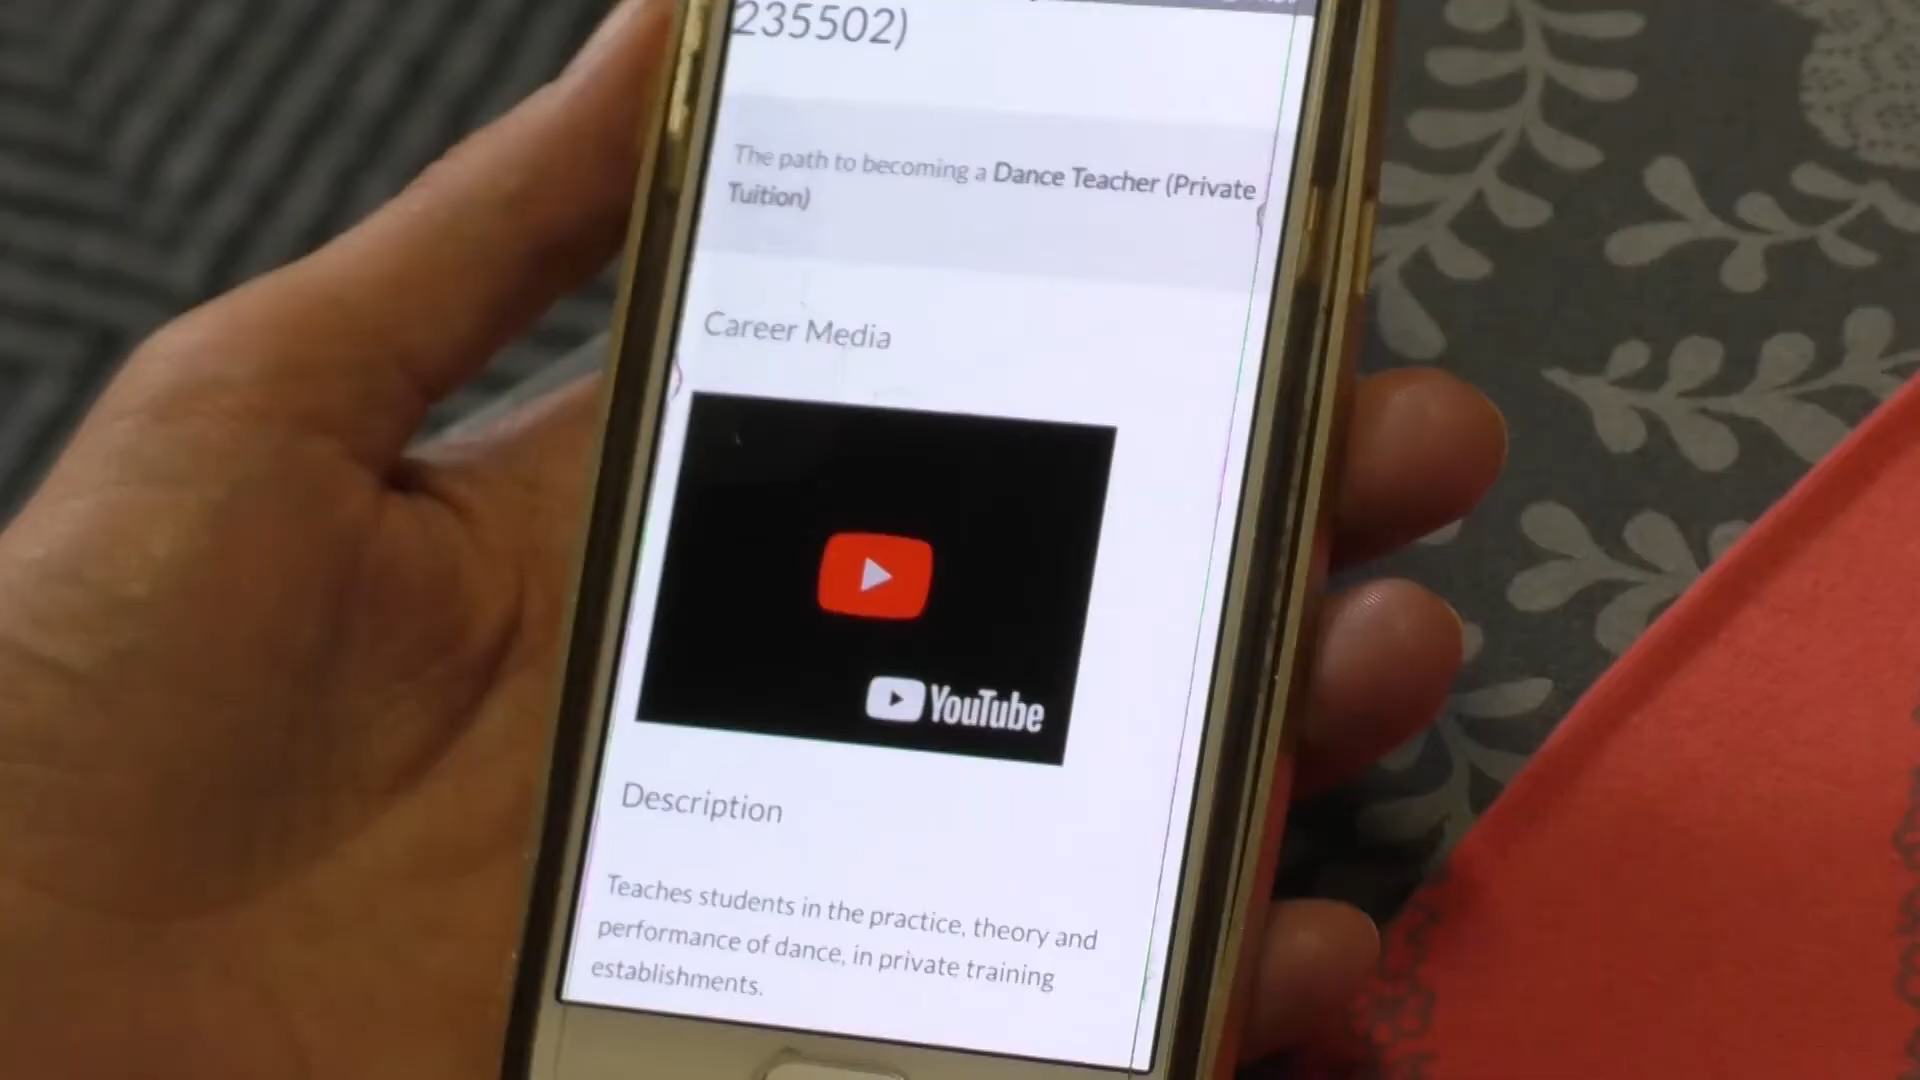 235502)
The path to becoming a Dance Teacher (Private
Tuition)
Career Media
YouTube
Description
Teaches students in the practice, theory and
performance of dance, in private training
establishments.